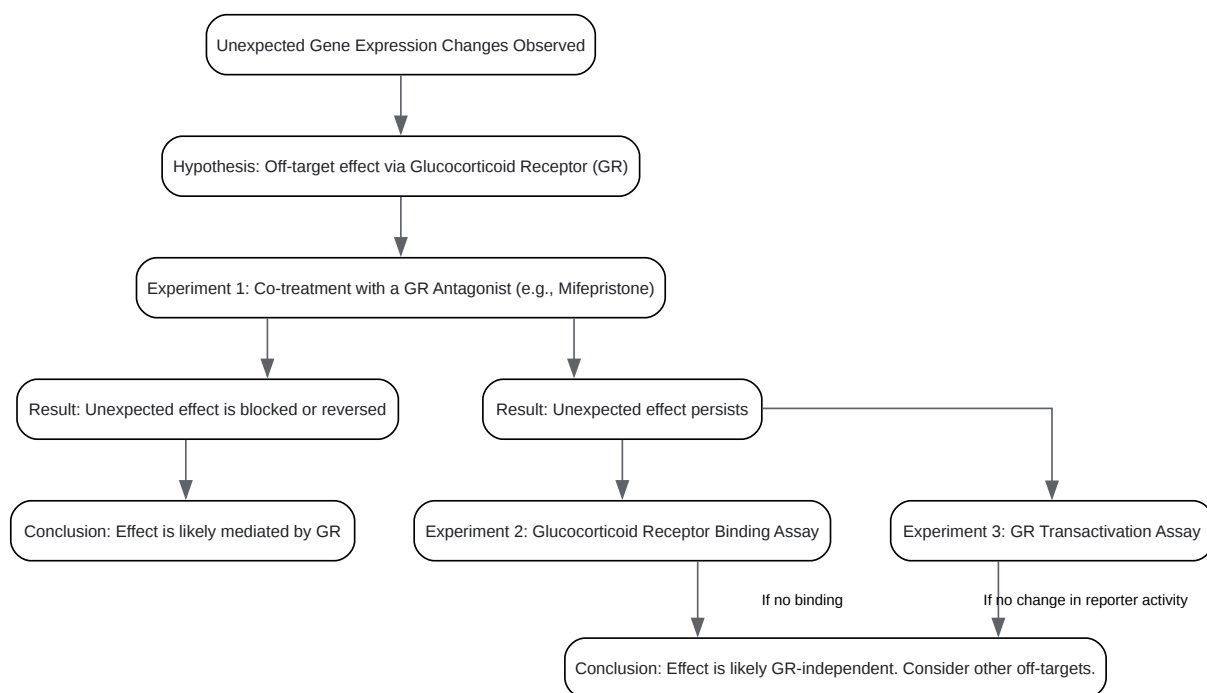 Unexpected Gene Expression Changes Observed
Hypothesis: Off-target effect via Glucocorticoid Receptor (GR)
Experiment 1: Co-treatment with a GR Antagonist (e.g., Mifepristone)
Result: Unexpected effect is blocked or reversed
Result: Unexpected effect persists
Conclusion: Effect is likely mediated by GR
Experiment 2: Glucocorticoid Receptor Binding Assay
Experiment 3: GR Transactivation Assay
If no binding
If no change in reporter activity
Conclusion: Effect is likely GR-independent. Consider other off-targets.